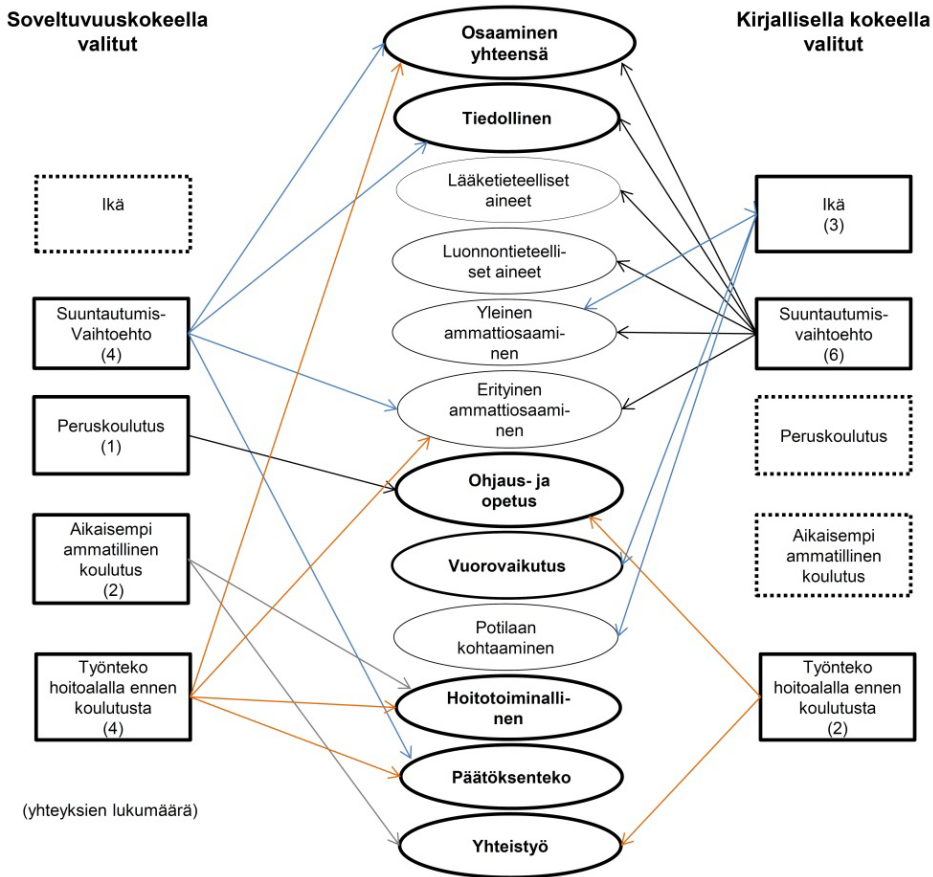 Soveltuvuuskokeella
valitut
Ikä
Suuntautumis-
Vaihtoehto
(4)
Peruskoulutus
(1)
Aikaisempi
ammatillinen
koulutus
(2)
Työnteko
hoitoalalla ennen
koulutusta
(4)
(yhteyksien lukumäärä)
Osaaminen
yhteensä
Tiedollinen
Lääketieteelliset
aineet
Luonnontieteelli-
set aineet
Yleinen
ammattiosaami-
nen
Erityinen
ammattiosaami-
nen
Ohjaus- ja
opetus
Vuorovaikutus
Potilaan
kohtaaminen
Hoitotoiminalli-
nen
Päätöksenteko
Yhteistyö
Kirjallisella kokeella
valitut
Ikä
(3)
Suuntautumis-
vaihtoehto
(6)
Peruskoulutus
Aikaisempi
ammatillinen
koulutus
Työnteko
hoitoalalla ennen
koulutusta
(2)